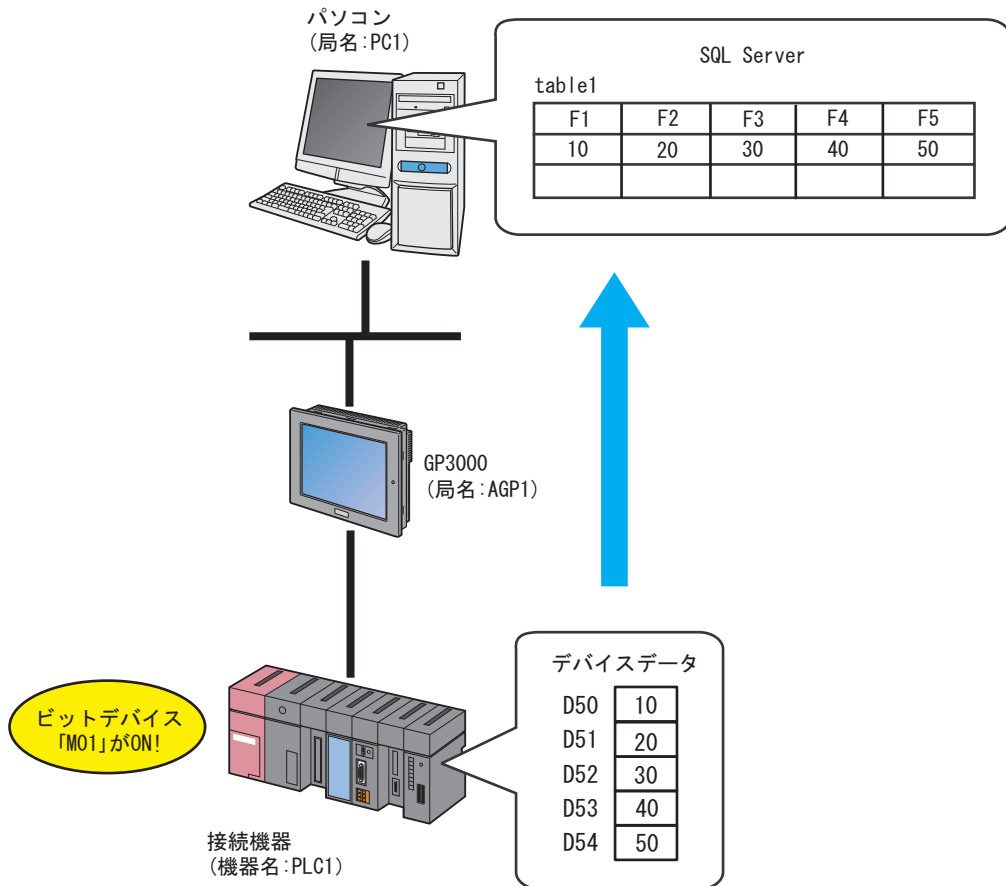 パソコン
(局名:PC1)
SQL Server
table1
F1 F2 F3 F4 F5
10 20 30 40 50
GP3000
(局名:AGP1)
ビットデバイス
「M01」がON!
接続機器
(機器名:PLC1)
デバイスデータ
D50 10
D51 20
D52 30
D53 40
D54 50